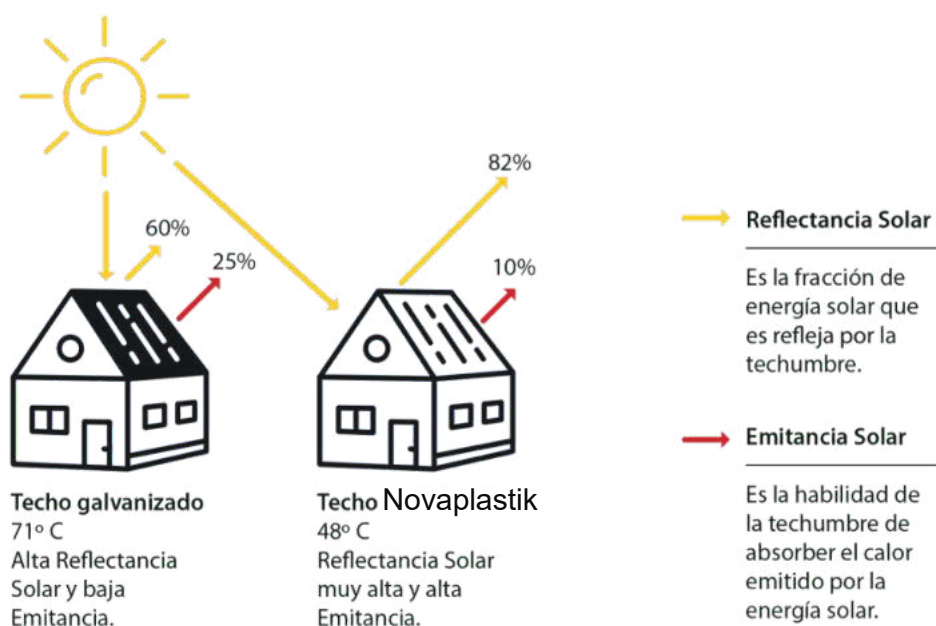 82%
60%
25%
10%
Techo galvanizado
71º C
Alta Reflectancia
Solar y baja
Emitancia.
Techo Novaplastik
48º C
Reflectancia Solar
muy alta y alta
Emitancia.
Reflectancia Solar
Es la fracción de
energía solar que
es refleja por la
techumbre.
Emitancia Solar
Es la habilidad de
la techumbre de
absorber el calor
emitido por la
energía solar.